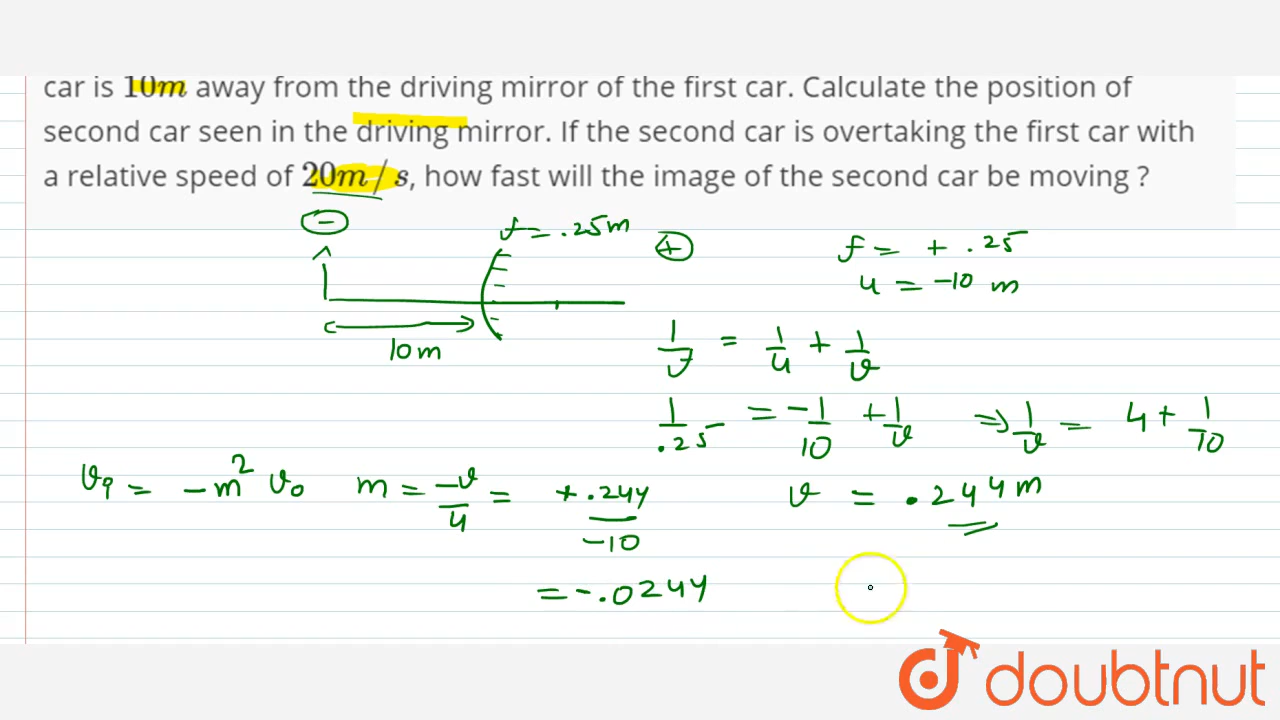 car is 10m away from the driving mirror of the first car. Calculate the position of
second car seen in the driving mirror. If the second car is overtaking the first car with
a relative speed of 20m/s, how fast will the image of the second car be moving ?
−
f = .25m
+
f = + .25
u = −10 m
10m
1/f = 1/u + 1/v
1/.25 = −1/10 + 1/v ⇒ 1/v = 4 + 1/10
v = .244m
vI = −m² vo
m = −v/u = +.244/−10
= −.0244
doubtnut